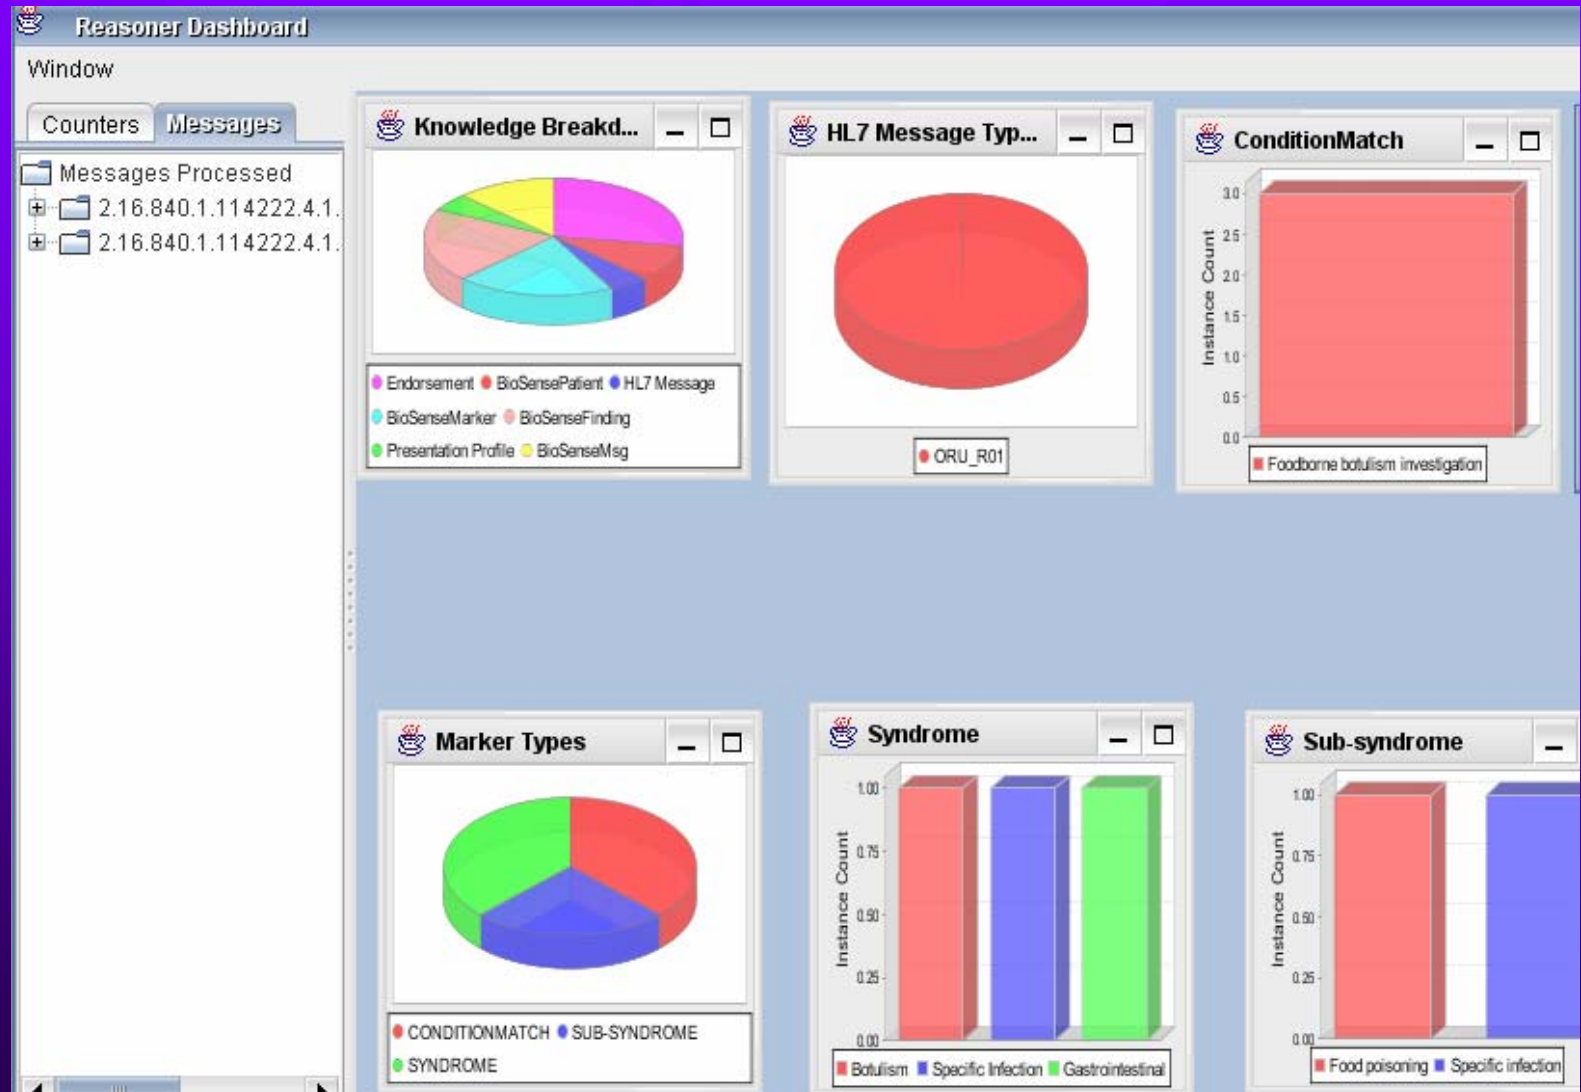 Reasoner Dashboard
Window
Counters Messages
Messages Processed
2.16.840.1.114222.4.1.
2.16.840.1.114222.4.1.
Knowledge Breakd...
Endorsement BioSensePatient HL7 Message
BioSenseMarker BioSenseFinding
Presentation Profile BioSenseMsg
HL7 Message Typ...
ORU_R01
ConditionMatch
Instance Count
3.0
2.5
2.0
1.5
1.0
0.5
0.0
Foodborne botulism investigation
Marker Types
CONDITIONMATCH SUB-SYNDROME
SYNDROME
Syndrome
Instance Count
1.00
0.75
0.50
0.25
0.00
Botulism Specific Infection Gastrointestinal
Sub-syndrome
Instance Count
1.00
0.75
0.50
0.25
0.00
Food poisoning Specific infection